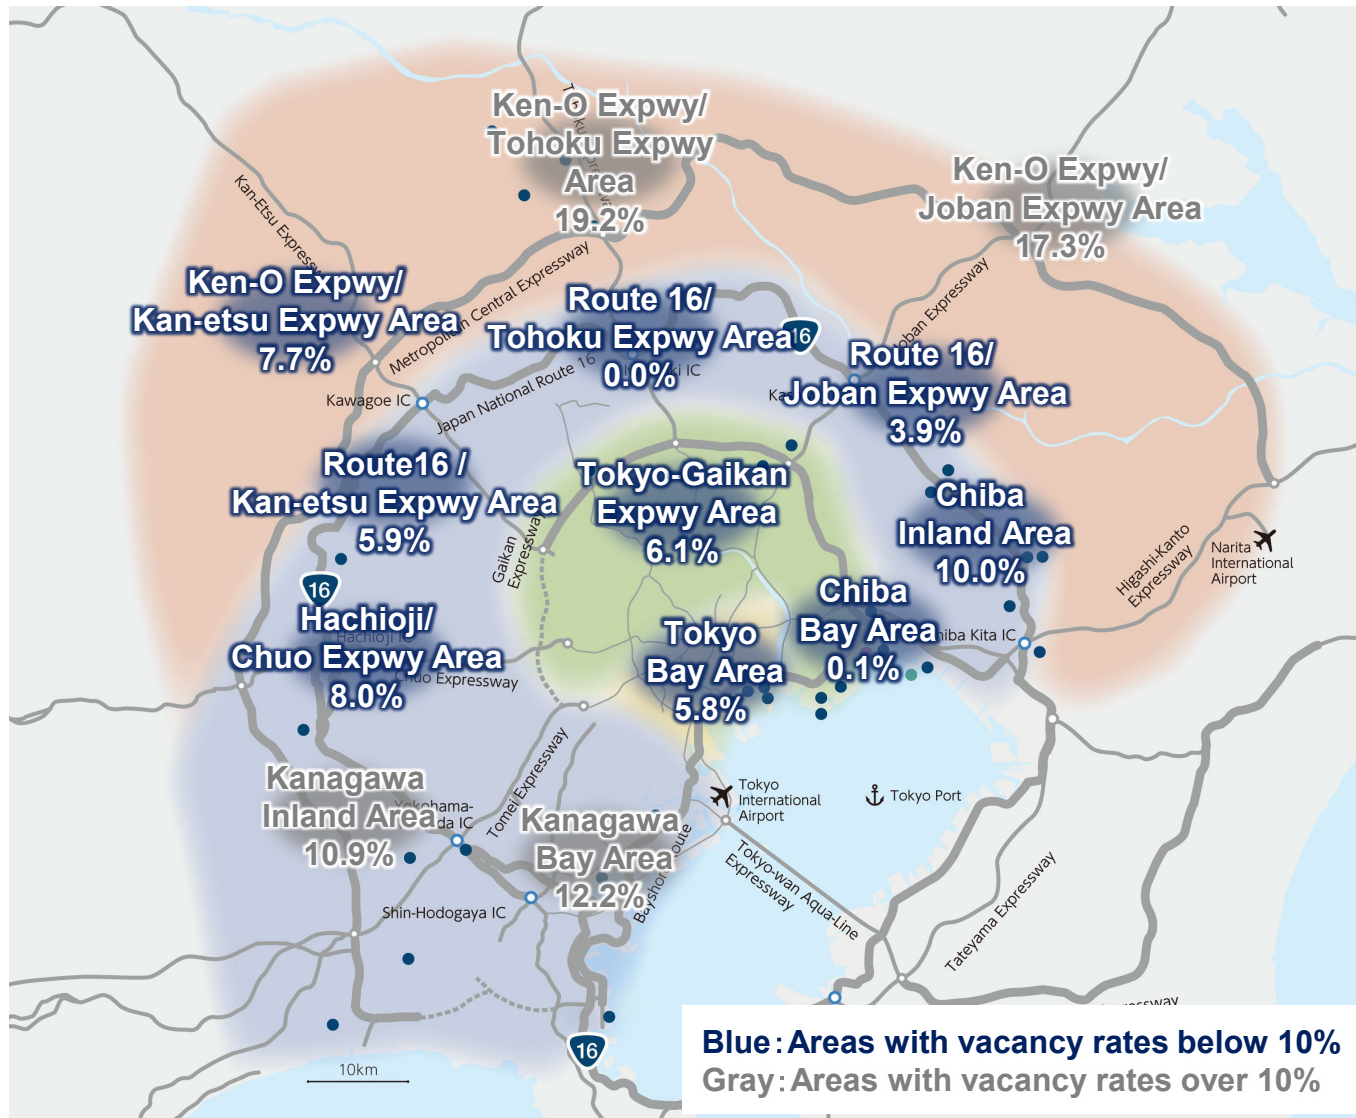 Ken-O Expwy/
Tohoku Expwy
Area
19.2%
Ken-O Expwy/
Joban Expwy Area
17.3%
Kan-Etsu
Ken-O Expwy/
Kan-etsu Expwy Area
7.7%
Metropolitan Central Expressway
Route 16/
Tohoku Expwy Area
0.0%
16
Joban Expressway
Route 16/
Joban Expwy Area
3.9%
Kawagoe IC
Japan National Route 16
Route16 /
Kan-etsu Expwy Area
5.9%
Tokyo-Gaikan
Expwy Area
6.1%
Chiba
Inland Area
10.0%
Gaikan
Expressway
Higashi-Kanto
Expressway
Narita
International
Airport
16
Hachioji/
Chuo Expwy Area
8.0%
Chuo Expressway
Tokyo
Bay Area
5.8%
Chiba
Bay Area
0.1%
Kita IC
Tomei Expressway
Kanagawa
Inland Area
10.9%
Kanagawa
Bay Area
12.2%
Tokyo
International
Airport
Tokyo Port
Tokyo-wan Aqua-Line
Expressway
Shin-Hodogaya IC
Tateyama Expressway
16
10km
Blue：Areas with vacancy rates below 10%
Gray：Areas with vacancy rates over 10%